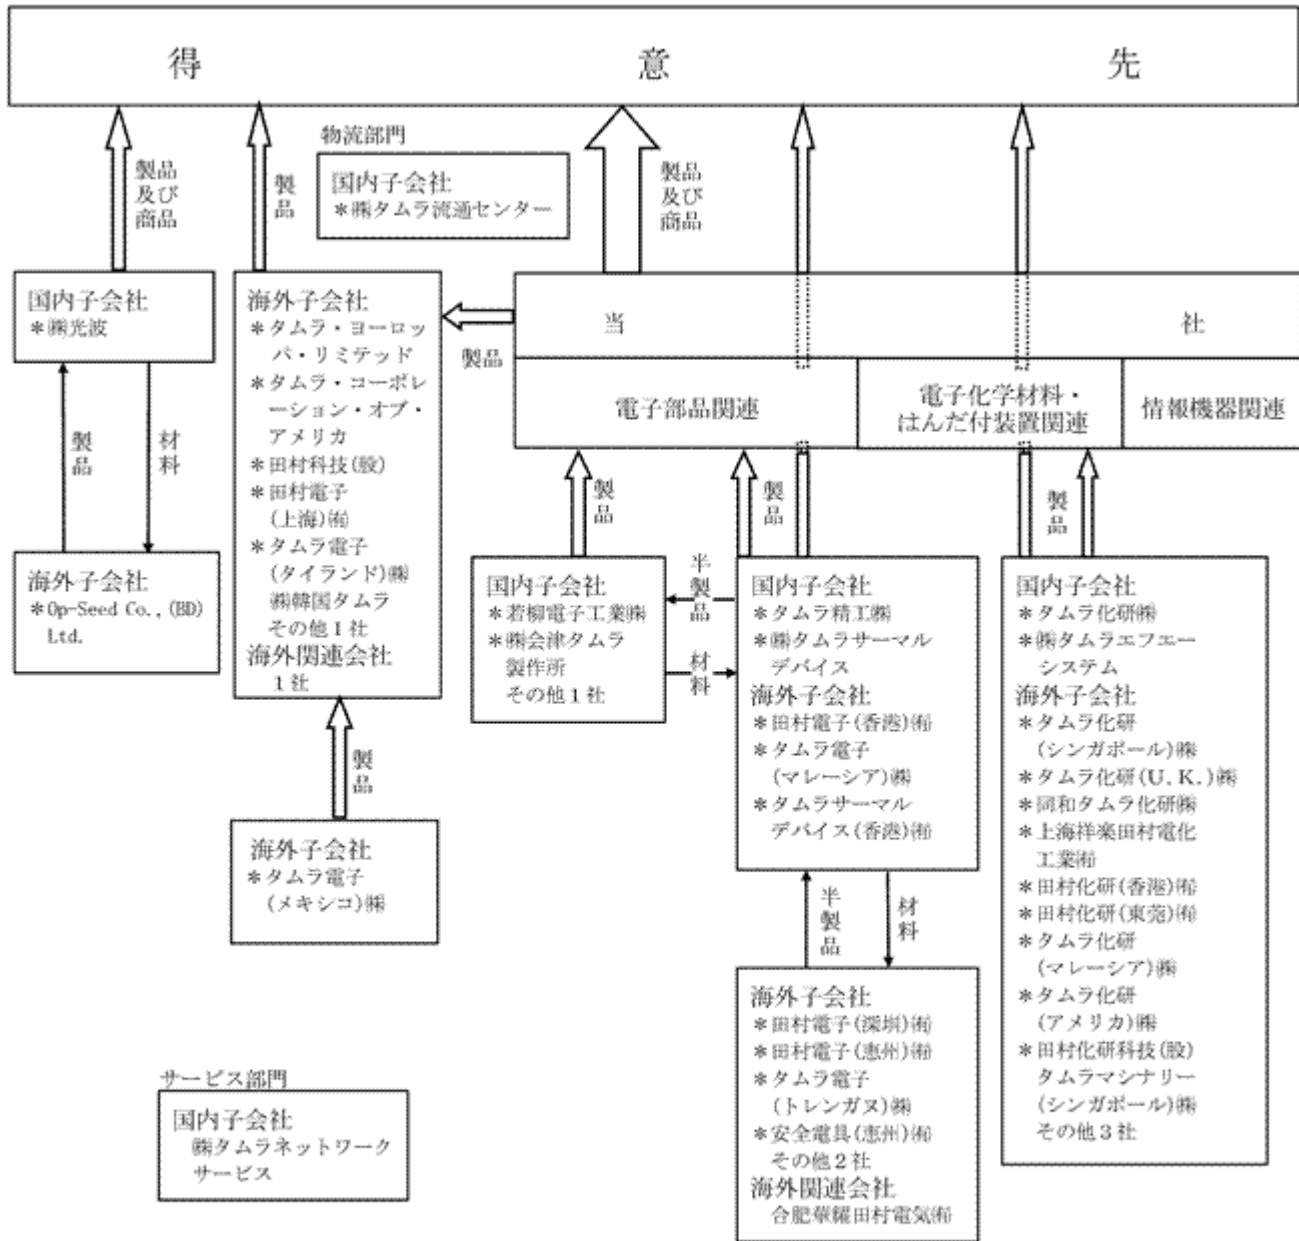 得意先
物流部門
国内子会社
＊㈱タムラ流通センター
製品
及び
商品
製品
製品
及び
商品
国内子会社
＊㈱光波
製品
材料
海外子会社
＊Op-Seed Co., (BD)
Ltd.
海外子会社
＊タムラ・ヨーロッ
パ・リミテッド
＊タムラ・コーポレ
ーション・オブ・
アメリカ
＊田村科技(股)
＊田村電子
(上海)㈲
＊タムラ電子
(タイランド)㈱
㈱韓国タムラ
その他１社
海外関連会社
１社
製品
海外子会社
＊タムラ電子
(メキシコ)㈱
製品
当社
電子部品関連
電子化学材料・
はんだ付装置関連
情報機器関連
製品
製品
製品
国内子会社
＊若柳電子工業㈱
＊㈱会津タムラ
製作所
その他１社
半製品
材料
国内子会社
＊タムラ精工㈱
＊㈱タムラサーマル
デバイス
海外子会社
＊田村電子(香港)㈲
＊タムラ電子
(マレーシア)㈱
＊タムラサーマル
デバイス(香港)㈲
半製品
材料
海外子会社
＊田村電子(深圳)㈲
＊田村電子(恵州)㈲
＊タムラ電子
(トレンガヌ)㈱
＊安全電具(恵州)㈲
その他２社
海外関連会社
合肥華耀田村電気㈲
国内子会社
＊タムラ化研㈱
＊㈱タムラエフエー
システム
海外子会社
＊タムラ化研
(シンガポール)㈱
＊タムラ化研(U.K.)㈱
＊同和タムラ化研㈱
＊上海祥楽田村電化
工業㈲
＊田村化研(香港)㈲
＊田村化研(東莞)㈲
＊タムラ化研
(マレーシア)㈱
＊タムラ化研
(アメリカ)㈱
＊田村化研科技(股)
タムラマシナリー
(シンガポール)㈱
その他３社
サービス部門
国内子会社
㈱タムラネットワーク
サービス